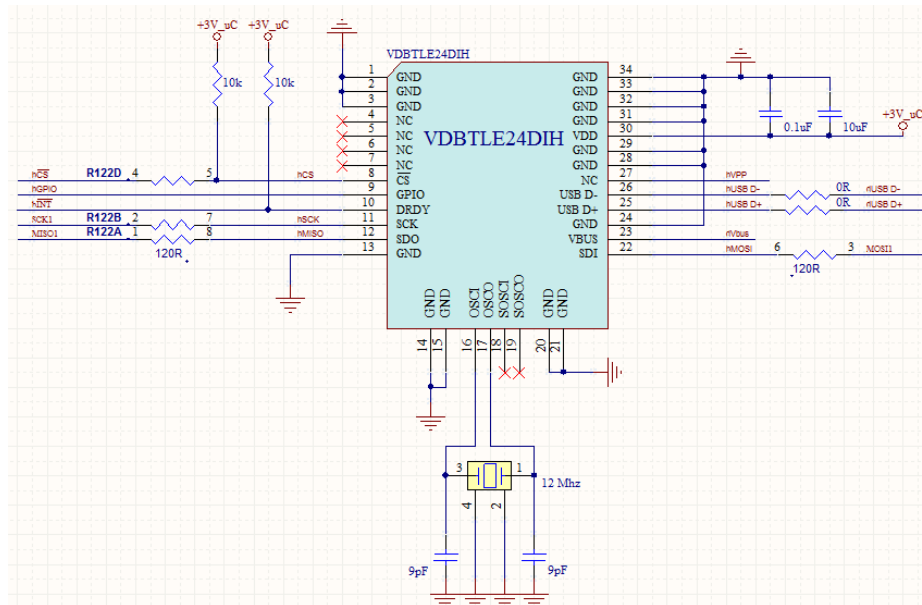 +3V_uC +3V_uC
10k 10k
VDBTLE24DIH
VDBTLE24DIH
1 GND
2 GND
3 GND
4 NC
5 NC
6 NC
7 NC
8 CS
9 GPIO
10 DRDY
11 SCK
12 SDO
13 GND
GND 34
GND 33
GND 32
GND 31
VDD 30
GND 29
GND 28
NC 27
USB D- 26
USB D+ 25
GND 24
VBUS 23
SDI 22
0.1uF 10uF +3V_uC
hCS R122D 4 5 hCS
hGPIO
hINT
SCK1 R122B 2 7 hSCK
MISO1 R122A 1 8 hMISO
120R
hVPP
hUSB D- 0R rlUSB D-
hUSB D+ 0R rlUSB D+
rlVbus
hMOSI 6 3 MOSI1
120R
GND GND OSCI OSCO SOSCI SOSCO GND GND
14 15 16 17 18 19 20 21
3 1
4 2
12 Mhz
9pF 9pF